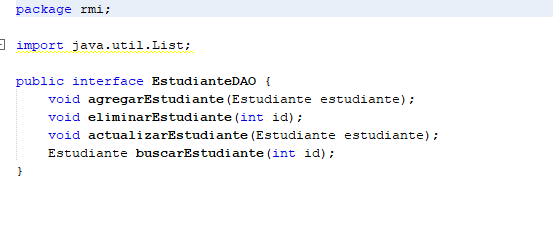 package rmi;
import java.util.List;
public interface EstudianteDAO {
void agregarEstudiante(Estudiante estudiante);
void eliminarEstudiante(int id);
void actualizarEstudiante(Estudiante estudiante);
Estudiante buscarEstudiante(int id);
}